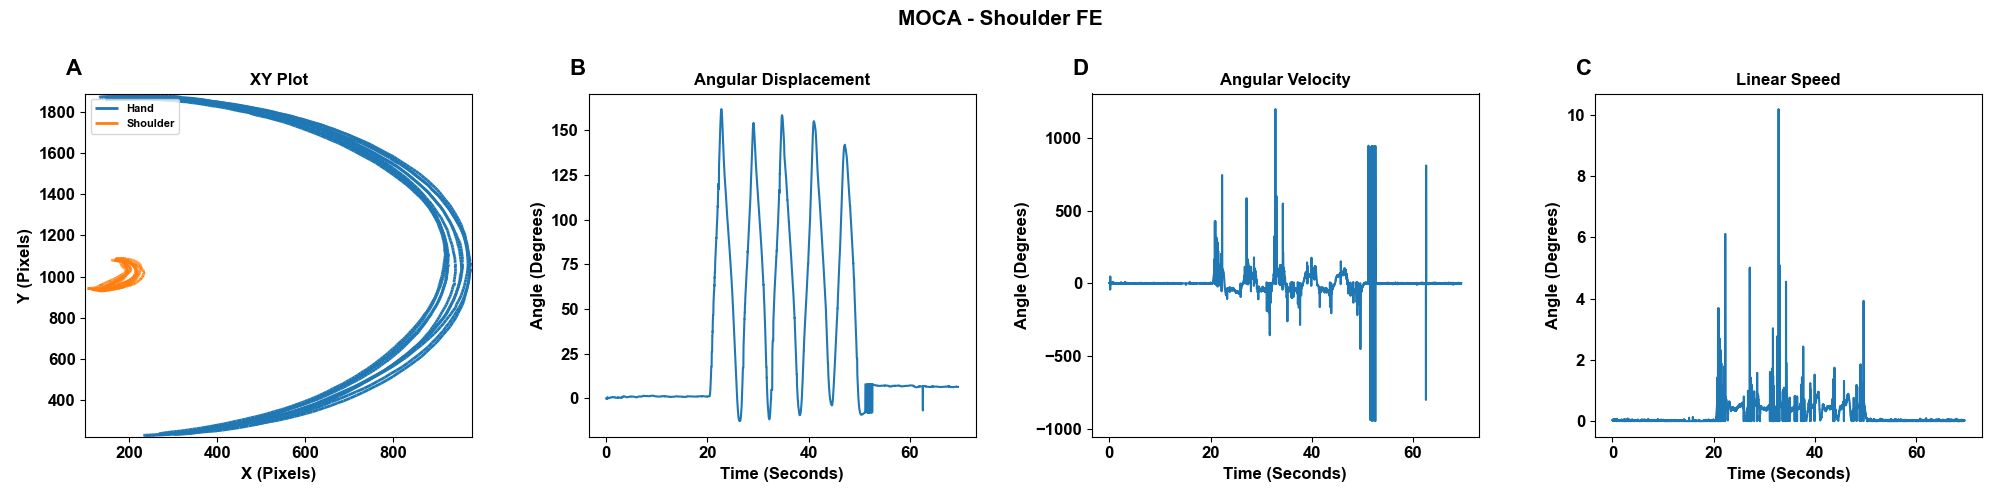 MOCA - Shoulder FE
A
XY Plot
Hand
Shoulder
1800
1600
1400
1200
1000
800
600
400
200
400
600
800
Y (Pixels)
X (Pixels)
B
Angular Displacement
150
125
100
75
50
25
0
0
20
40
60
Angle (Degrees)
Time (Seconds)
D
Angular Velocity
1000
500
0
−500
−1000
0
20
40
60
Angle (Degrees)
Time (Seconds)
C
Linear Speed
10
8
6
4
2
0
0
20
40
60
Angle (Degrees)
Time (Seconds)